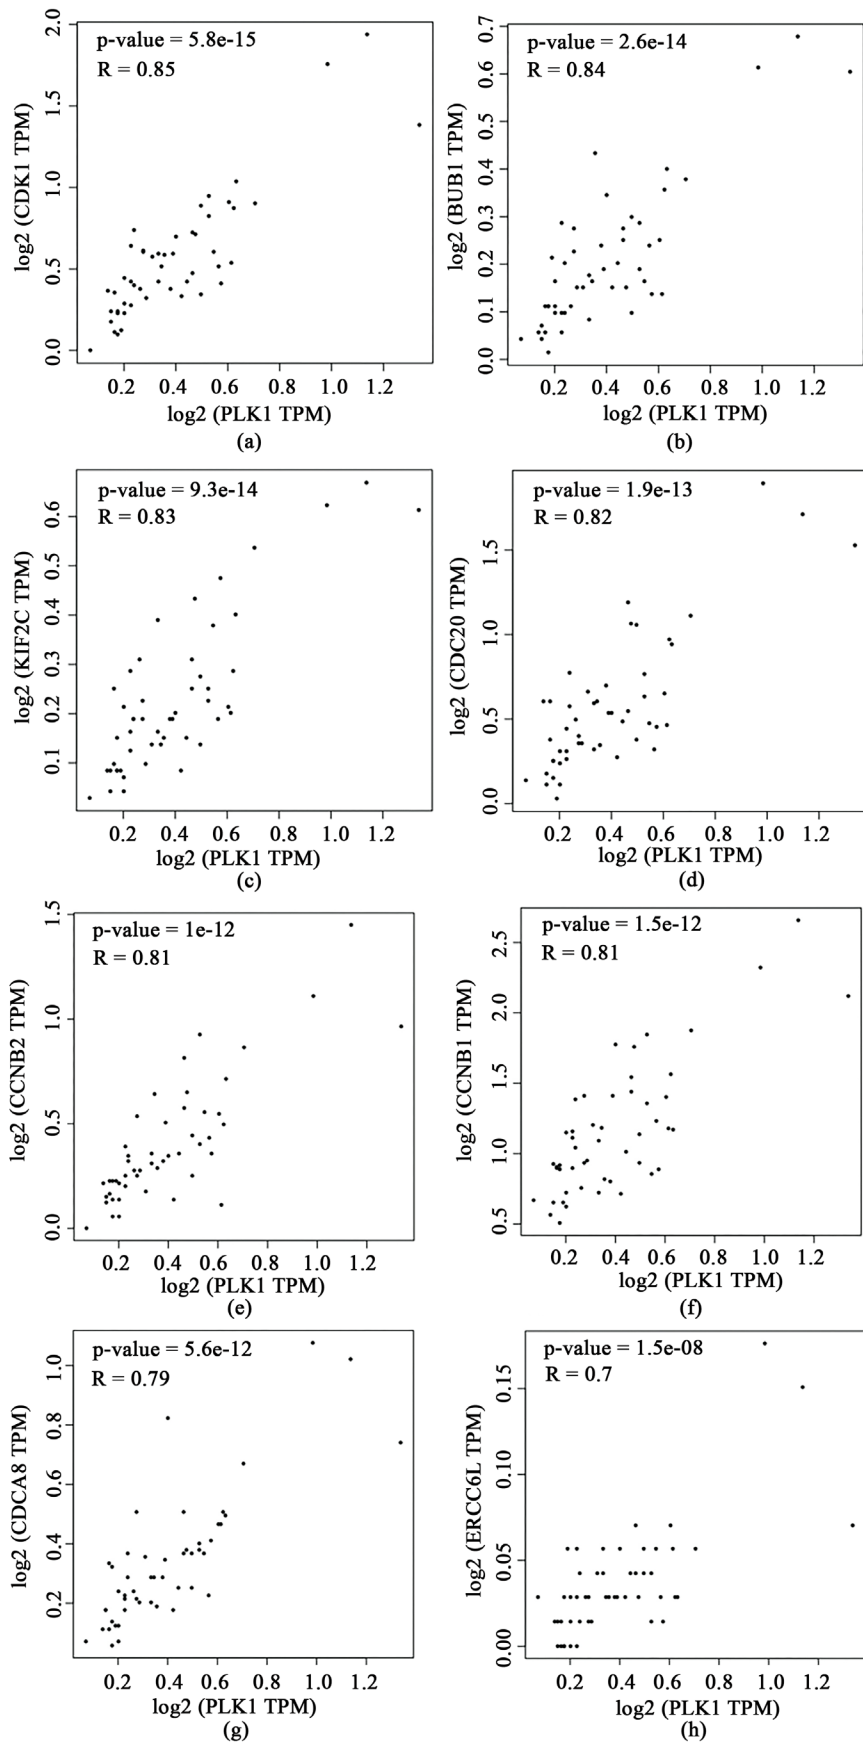 p-value = 5.8e-15
R = 0.85
log2 (CDK1 TPM)
0.0 0.5 1.0 1.5 2.0
0.2 0.4 0.6 0.8 1.0 1.2
log2 (PLK1 TPM)
(a)
p-value = 2.6e-14
R = 0.84
log2 (BUB1 TPM)
0.0 0.1 0.2 0.3 0.4 0.5 0.6 0.7
0.2 0.4 0.6 0.8 1.0 1.2
log2 (PLK1 TPM)
(b)
p-value = 9.3e-14
R = 0.83
log2 (KIF2C TPM)
0.1 0.2 0.3 0.4 0.5 0.6
0.2 0.4 0.6 0.8 1.0 1.2
log2 (PLK1 TPM)
(c)
p-value = 1.9e-13
R = 0.82
log2 (CDC20 TPM)
0.0 0.5 1.0 1.5
0.2 0.4 0.6 0.8 1.0 1.2
log2 (PLK1 TPM)
(d)
p-value = 1e-12
R = 0.81
log2 (CCNB2 TPM)
0.0 0.5 1.0 1.5
0.2 0.4 0.6 0.8 1.0 1.2
log2 (PLK1 TPM)
(e)
p-value = 1.5e-12
R = 0.81
log2 (CCNB1 TPM)
0.5 1.0 1.5 2.0 2.5
0.2 0.4 0.6 0.8 1.0 1.2
log2 (PLK1 TPM)
(f)
p-value = 5.6e-12
R = 0.79
log2 (CDCA8 TPM)
0.2 0.4 0.6 0.8 1.0
0.2 0.4 0.6 0.8 1.0 1.2
log2 (PLK1 TPM)
(g)
p-value = 1.5e-08
R = 0.7
log2 (ERCC6L TPM)
0.00 0.05 0.10 0.15
0.2 0.4 0.6 0.8 1.0 1.2
log2 (PLK1 TPM)
(h)